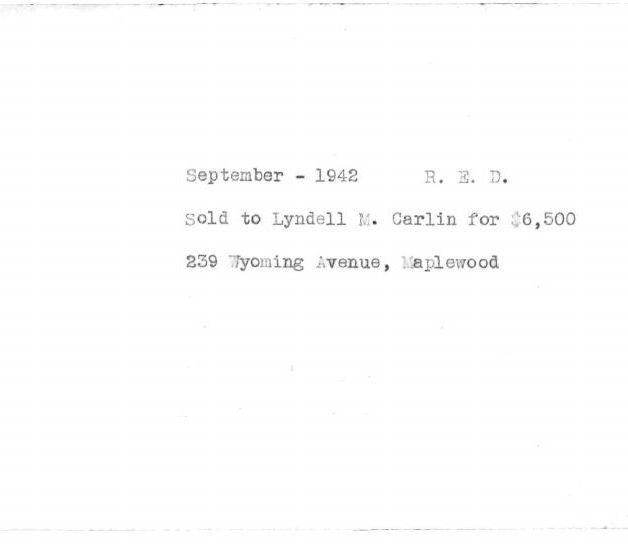 September - 1942 R. E. D.
Sold to Lyndell M. Carlin for $6,500
239 Wyoming Avenue, Maplewood